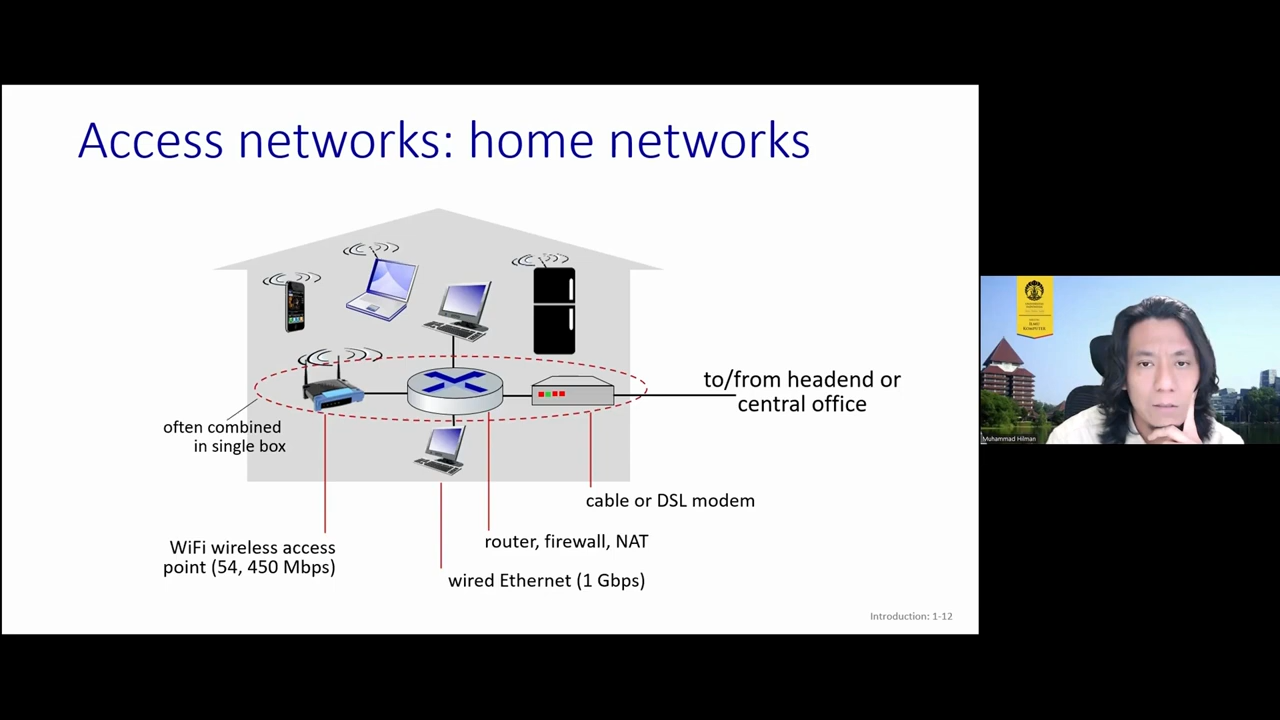 Access networks: home networks
to/from headend or
central office
often combined
in single box
cable or DSL modem
WiFi wireless access
point (54, 450 Mbps)
router, firewall, NAT
wired Ethernet (1 Gbps)
Introduction: 1-12
ILMU
KOMPUTER
Muhammad Hilman